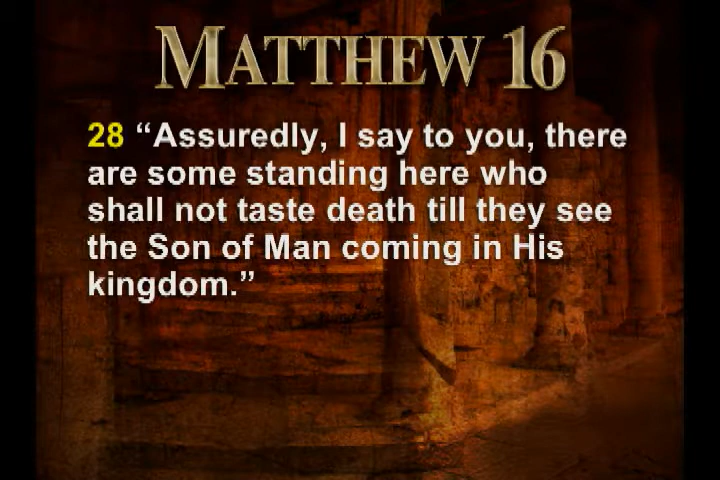 MATTHEW 16
28 “Assuredly, I say to you, there
are some standing here who
shall not taste death till they see
the Son of Man coming in His
kingdom.”